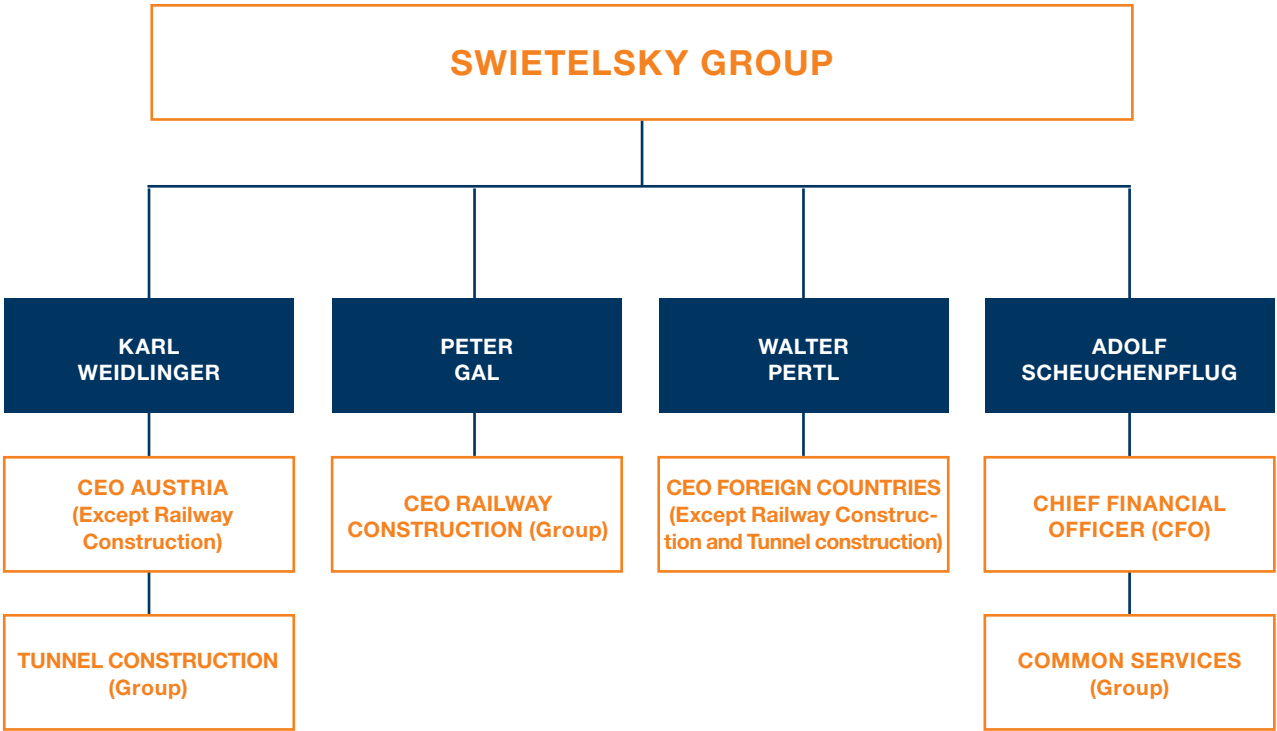 SWIETELSKY GROUP
KARL
WEIDLINGER
PETER
GAL
WALTER
PERTL
ADOLF
SCHEUCHENPFLUG
CEO AUSTRIA
(Except Railway
Construction)
CEO RAILWAY
CONSTRUCTION (Group)
CEO FOREIGN COUNTRIES
(Except Railway Construc-
tion and Tunnel construction)
CHIEF FINANCIAL
OFFICER (CFO)
TUNNEL CONSTRUCTION
(Group)
COMMON SERVICES
(Group)